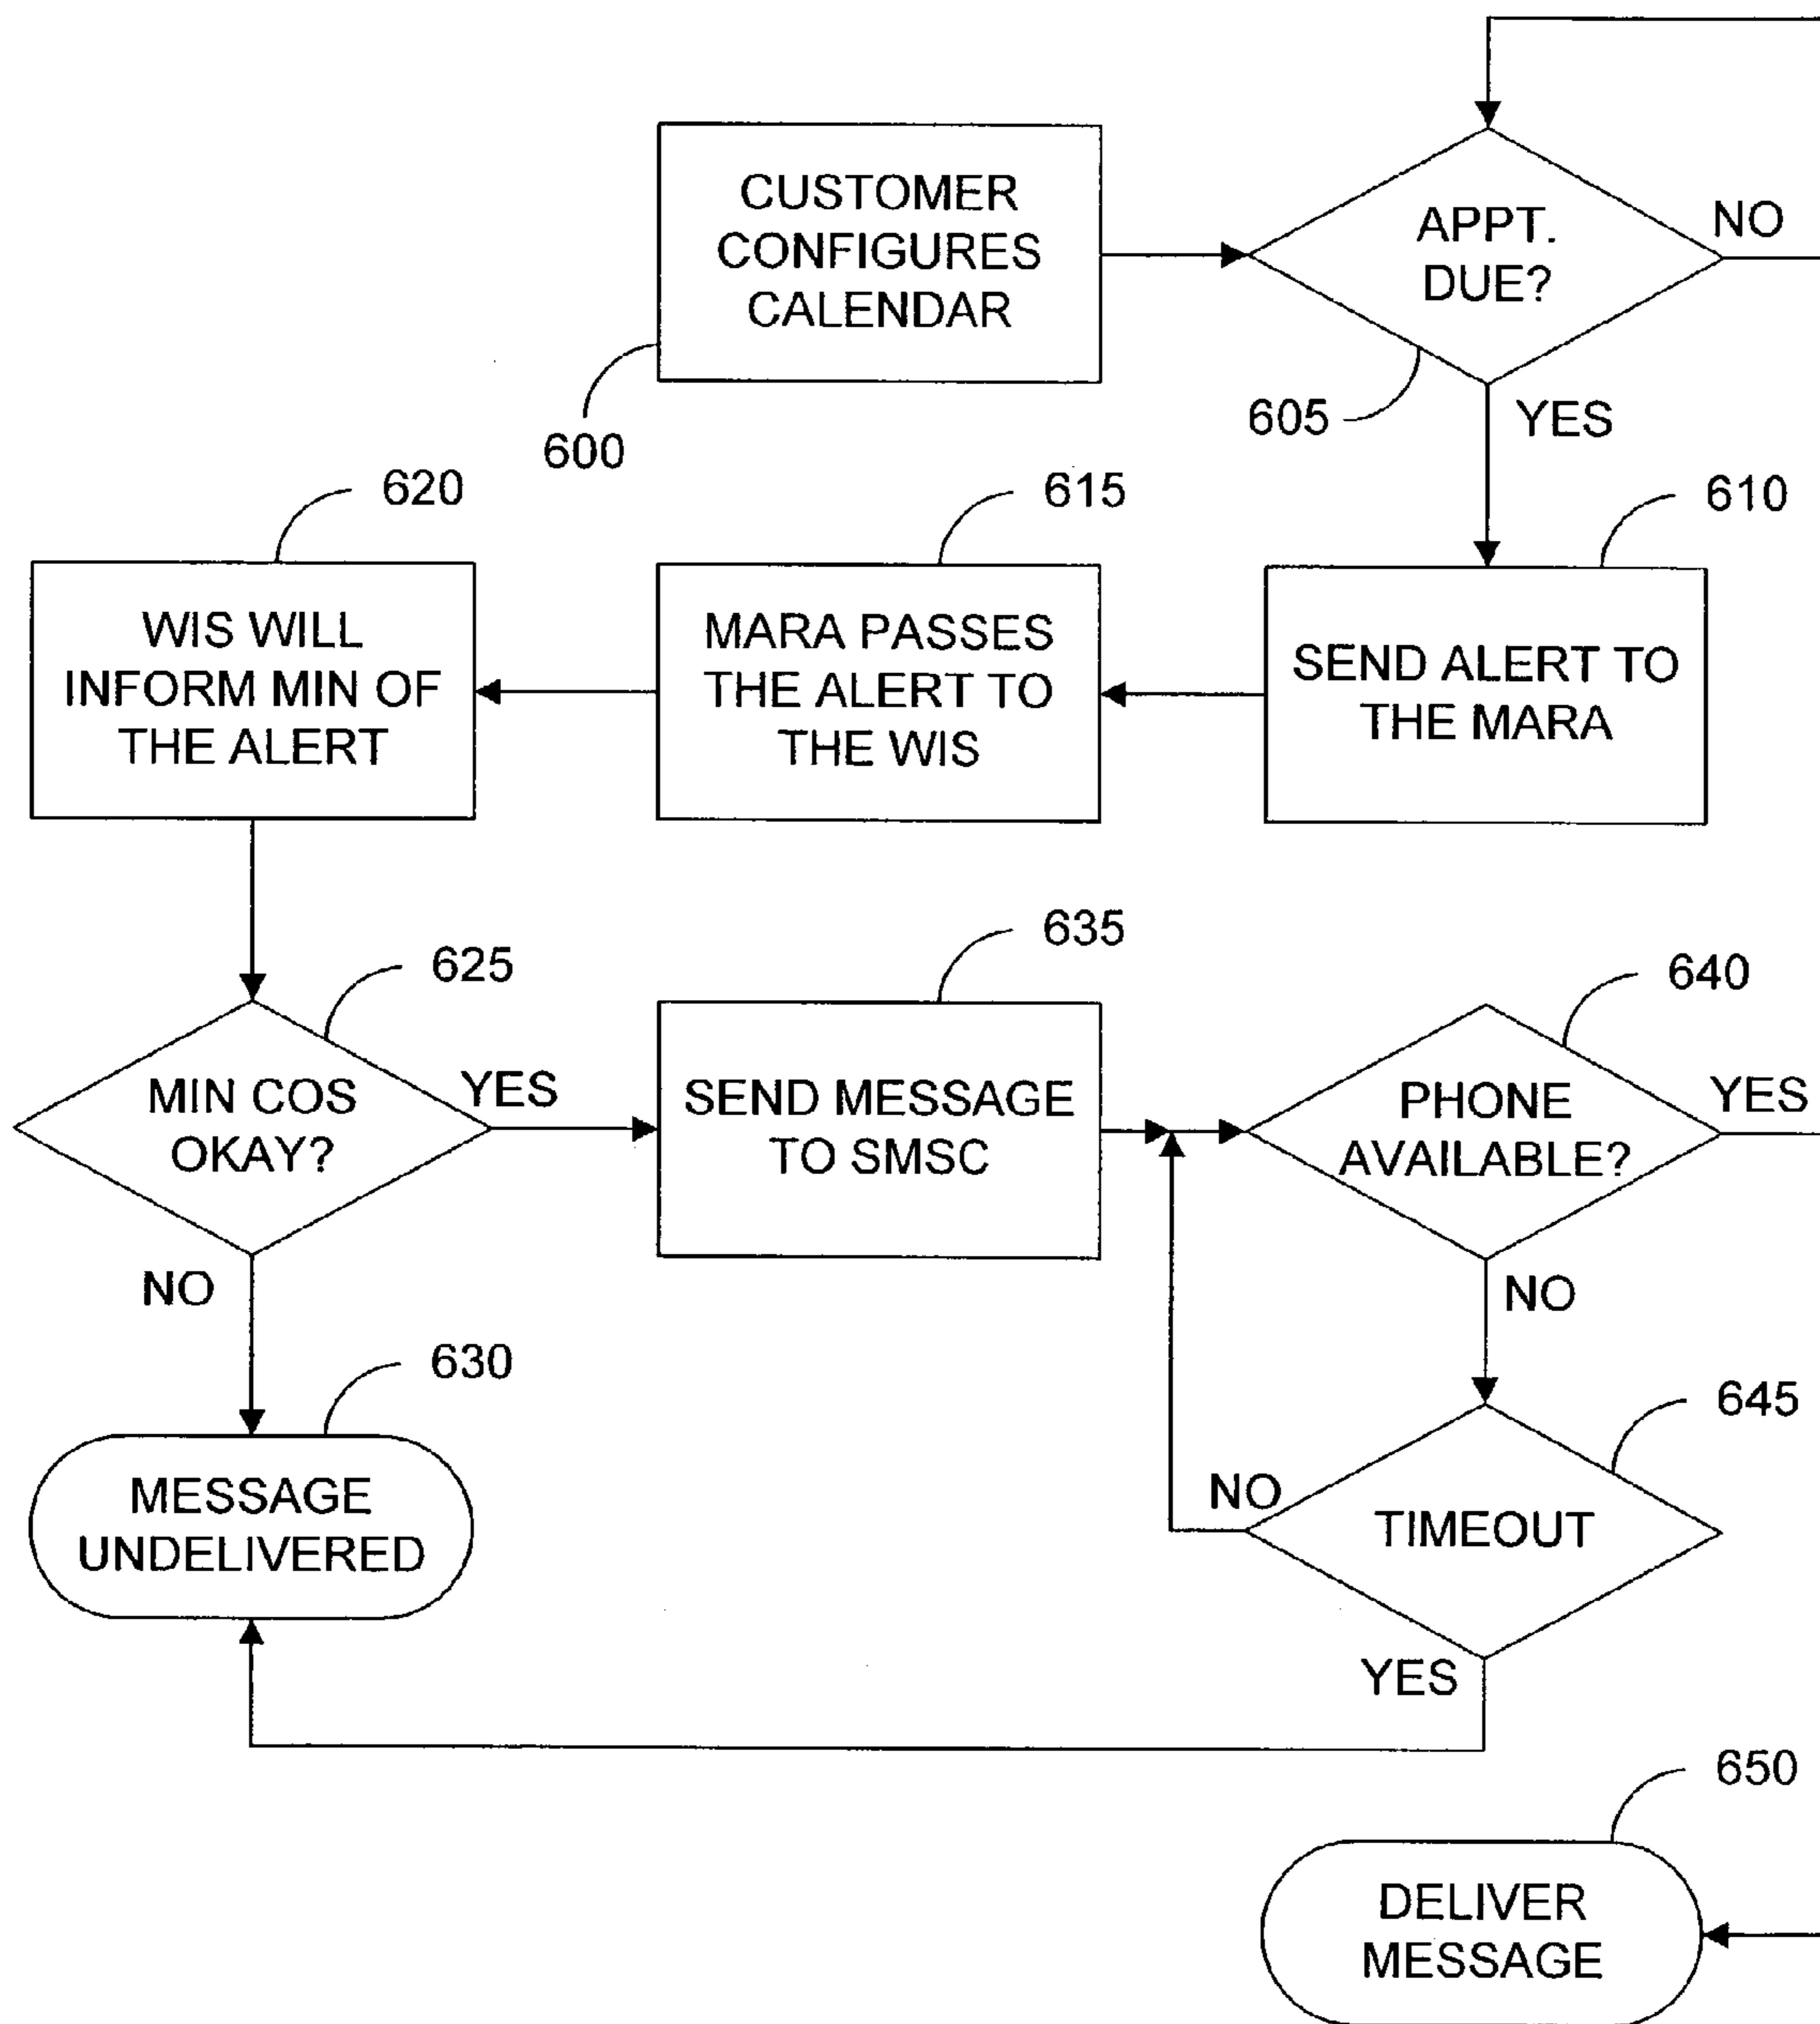 CUSTOMER
CONFIGURES
CALENDAR
600
APPT.
DUE?
NO
605
YES
620
615
610
WIS WILL
INFORM MIN OF
THE ALERT
MARA PASSES
THE ALERT TO
THE WIS
SEND ALERT TO
THE MARA
625
635
640
MIN COS
OKAY?
YES
NO
SEND MESSAGE
TO SMSC
PHONE
AVAILABLE?
YES
NO
630
645
MESSAGE
UNDELIVERED
NO
TIMEOUT
YES
650
DELIVER
MESSAGE